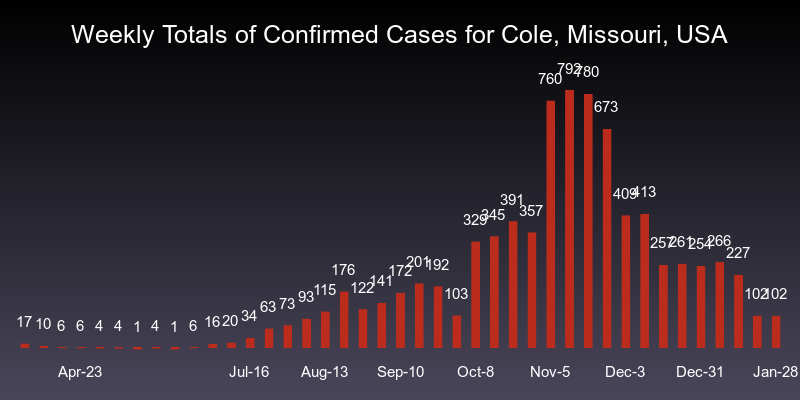 Weekly Totals of Confirmed Cases for Cole, Missouri, USA
17 10 6 6 4 4 1 4 1 6 16 20 34 63 73 93 115 176 122 141 172 201 192 103 329 345 391 357 760 792 780 673 409 413 257 261 254 266 227 102 102
Apr-23 Jul-16 Aug-13 Sep-10 Oct-8 Nov-5 Dec-3 Dec-31 Jan-28